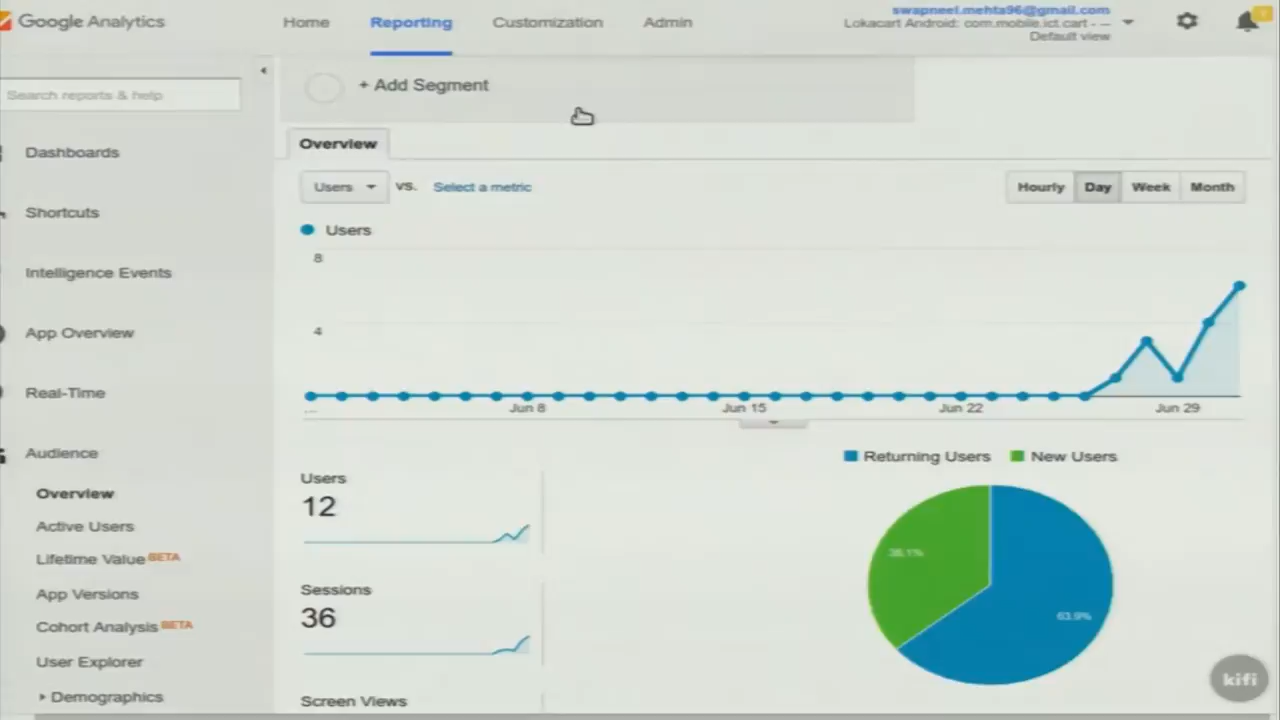 Google Analytics
Home
Reporting
Customization
Admin
swapneel.mehta96@gmail.com
Lokacart Android: com.mobile.ict.cart - --
Default view
Search reports & help
+ Add Segment
Dashboards
Shortcuts
Intelligence Events
App Overview
Real-Time
Audience
Overview
Active Users
Lifetime Value BETA
App Versions
Cohort Analysis BETA
User Explorer
Demographics
Overview
Users
vs.
Select a metric
Hourly
Day
Week
Month
Users
8
4
...
Jun 8
Jun 15
Jun 22
Jun 29
Users
12
Sessions
36
Screen Views
Returning Users
New Users
36.1%
63.9%
kifi